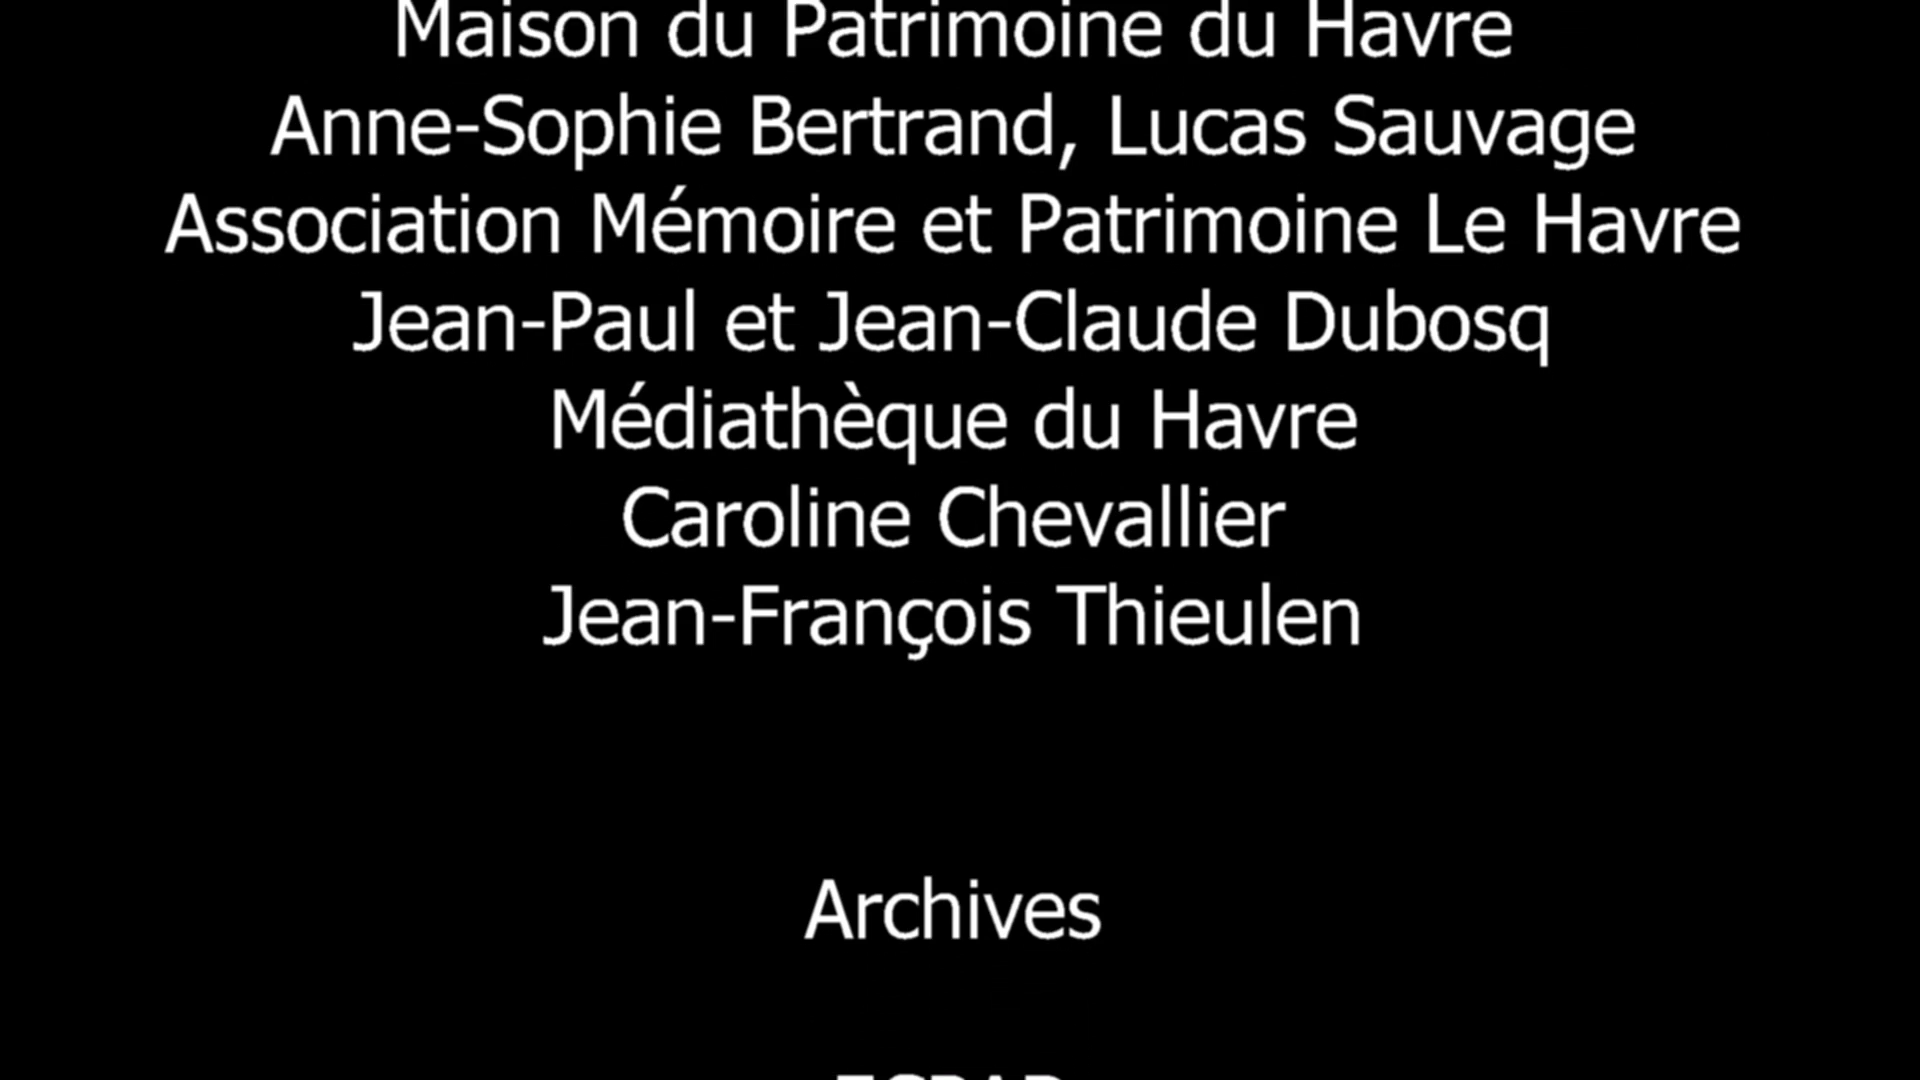 Maison du Patrimoine du Havre
Anne-Sophie Bertrand, Lucas Sauvage
Association Mémoire et Patrimoine Le Havre
Jean-Paul et Jean-Claude Dubosq
Médiathèque du Havre
Caroline Chevallier
Jean-François Thieulen
Archives